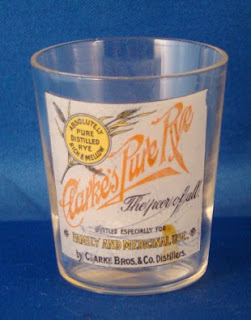 ABSOLUTELY
PURE
DISTILLED
RYE
RICH & MELLOW
Clarke's Pure Rye
The peer of all.
BOTTLED ESPECIALLY FOR
FAMILY AND MEDICINAL USE.
by CLARKE BROS. & CO. Distillers.